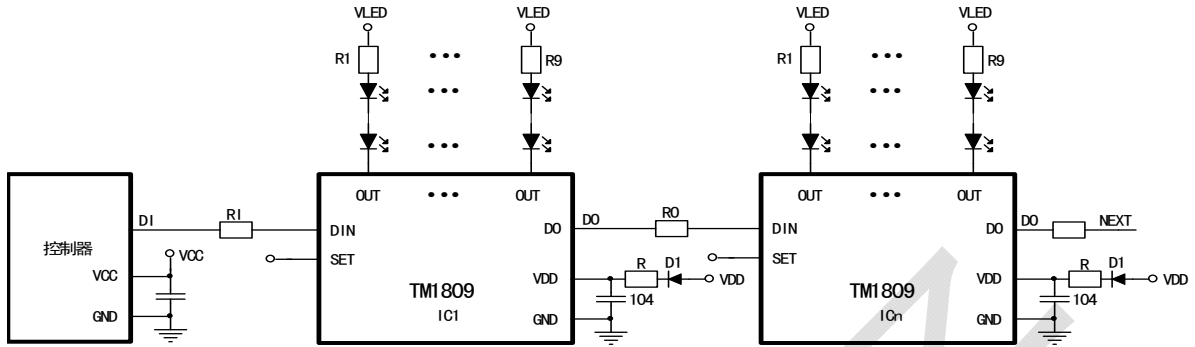 VLED VLED VLED VLED
R1 R9 R1 R9
OUT OUT OUT OUT
DI RI DIN DO DO RO DIN DO DO NEXT
控制器 VCC SET SET
VCC VDD R D1 VDD VDD R D1 VDD
TM1809 104 TM1809 104
GND IC1 GND ICn GND